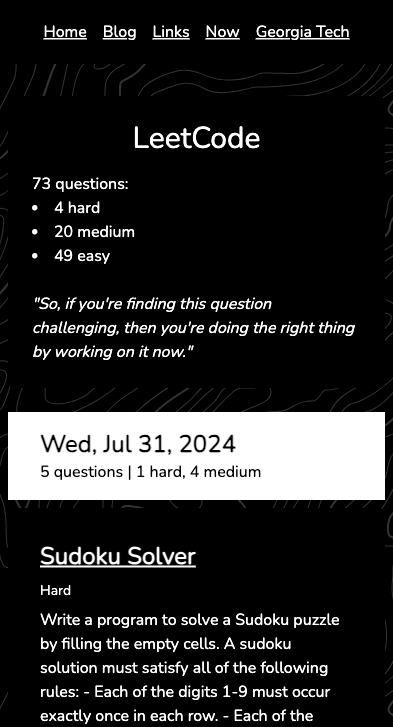 Home Blog Links Now Georgia Tech
LeetCode
73 questions:
• 4 hard
• 20 medium
• 49 easy
"So, if you're finding this question
challenging, then you're doing the right thing
by working on it now."
Wed, Jul 31, 2024
5 questions | 1 hard, 4 medium
Sudoku Solver
Hard
Write a program to solve a Sudoku puzzle
by filling the empty cells. A sudoku
solution must satisfy all of the following
rules: - Each of the digits 1-9 must occur
exactly once in each row. - Each of the